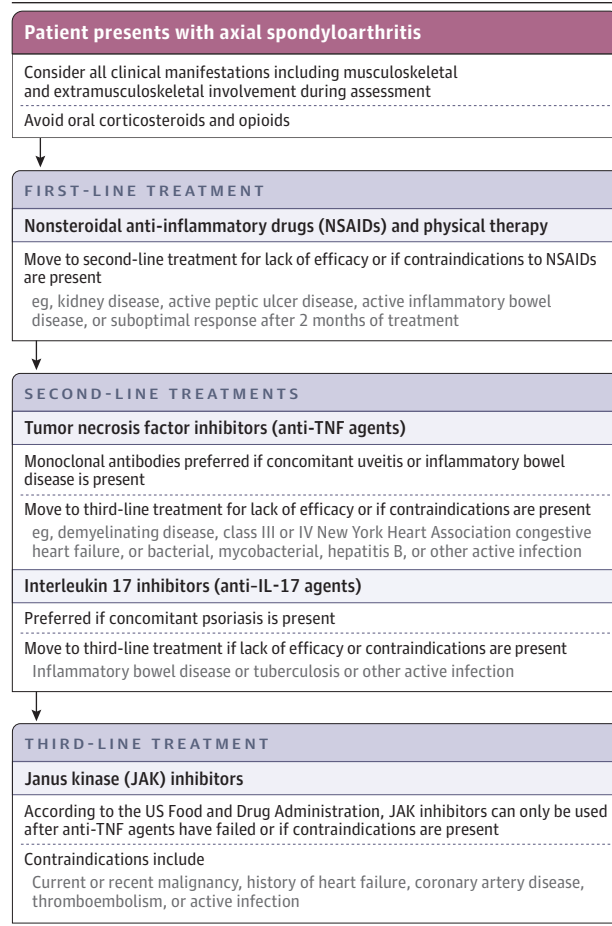 Patient presents with axial spondyloarthritis
Consider all clinical manifestations including musculoskeletal
and extramusculoskeletal involvement during assessment
Avoid oral corticosteroids and opioids
FIRST-LINE TREATMENT
Nonsteroidal anti-inflammatory drugs (NSAIDs) and physical therapy
Move to second-line treatment for lack of efficacy or if contraindications to NSAIDs
are present
eg, kidney disease, active peptic ulcer disease, active inflammatory bowel
disease, or suboptimal response after 2 months of treatment
SECOND-LINE TREATMENTS
Tumor necrosis factor inhibitors (anti-TNF agents)
Monoclonal antibodies preferred if concomitant uveitis or inflammatory bowel
disease is present
Move to third-line treatment for lack of efficacy or if contraindications are present
eg, demyelinating disease, class III or IV New York Heart Association congestive
heart failure, or bacterial, mycobacterial, hepatitis B, or other active infection
Interleukin 17 inhibitors (anti–IL-17 agents)
Preferred if concomitant psoriasis is present
Move to third-line treatment if lack of efficacy or contraindications are present
Inflammatory bowel disease or tuberculosis or other active infection
THIRD-LINE TREATMENT
Janus kinase (JAK) inhibitors
According to the US Food and Drug Administration, JAK inhibitors can only be used
after anti-TNF agents have failed or if contraindications are present
Contraindications include
Current or recent malignancy, history of heart failure, coronary artery disease,
thromboembolism, or active infection